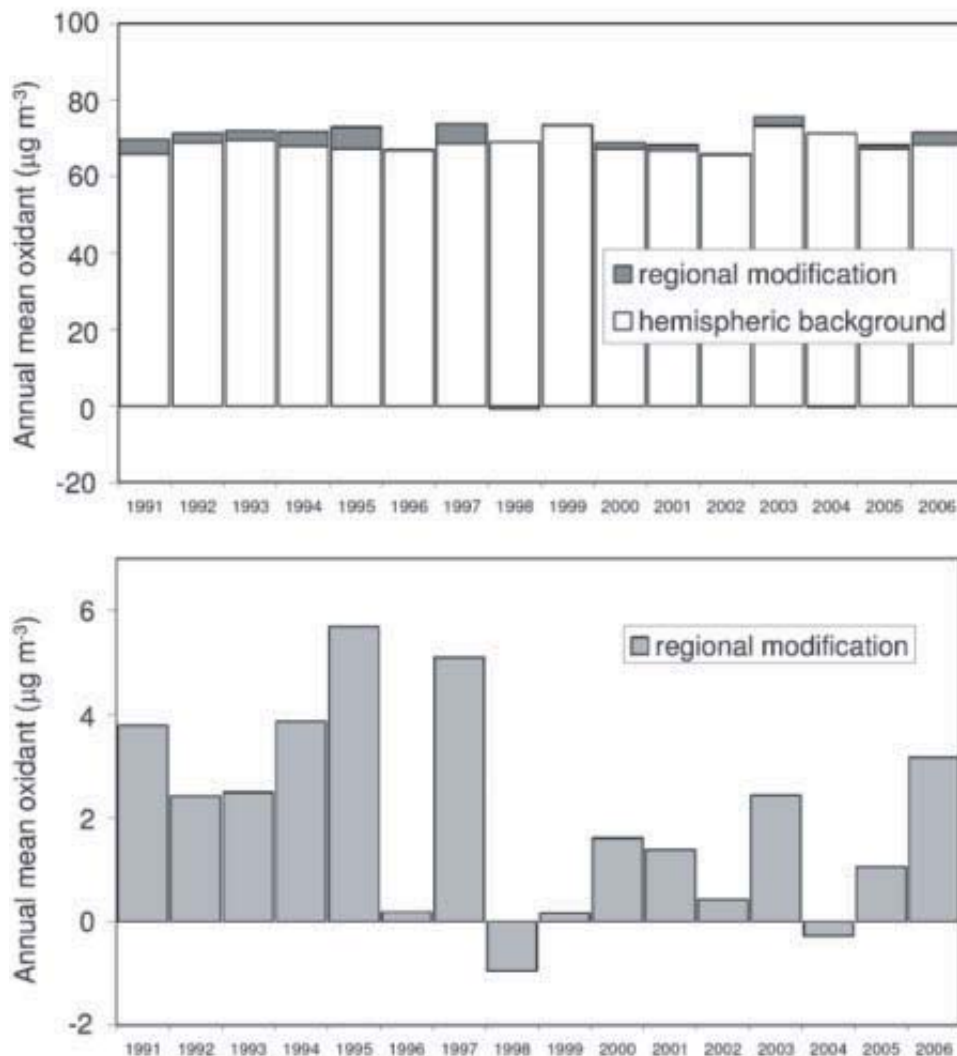 Annual mean oxidant (µg m⁻³)
100
80
60
40
20
0
-20
regional modification
hemispheric background
1991 1992 1993 1994 1995 1996 1997 1998 1999 2000 2001 2002 2003 2004 2005 2006
Annual mean oxidant (µg m⁻³)
6
4
2
0
-2
regional modification
1991 1992 1993 1994 1995 1996 1997 1998 1999 2000 2001 2002 2003 2004 2005 2006